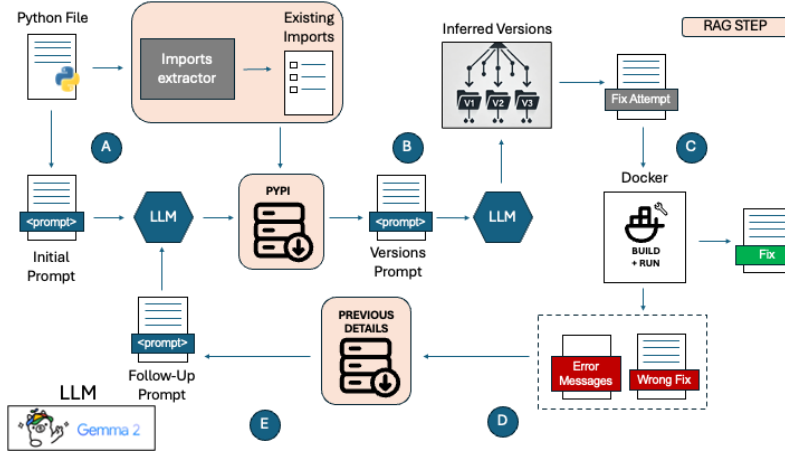 Python File
Existing
Imports
Inferred Versions
RAG STEP
Imports
extractor
V1
V2
V3
Fix Attempt
A
B
C
Docker
PYPI
<prompt>
LLM
<prompt>
LLM
BUILD
+ RUN
Fix
Initial
Prompt
Versions
Prompt
PREVIOUS
DETAILS
<prompt>
Error
Messages
Wrong Fix
Follow-Up
Prompt
LLM
Gemma 2
E
D